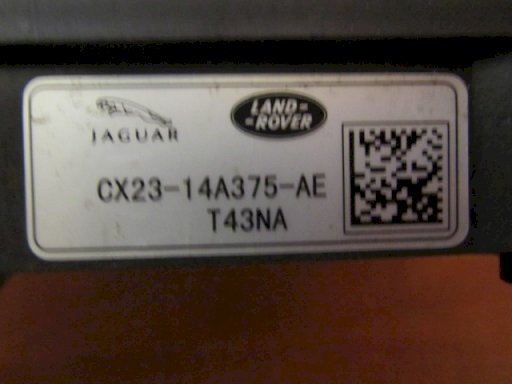 JAGUAR
LAND-
-ROVER
CX23-14A375-AE
T43NA